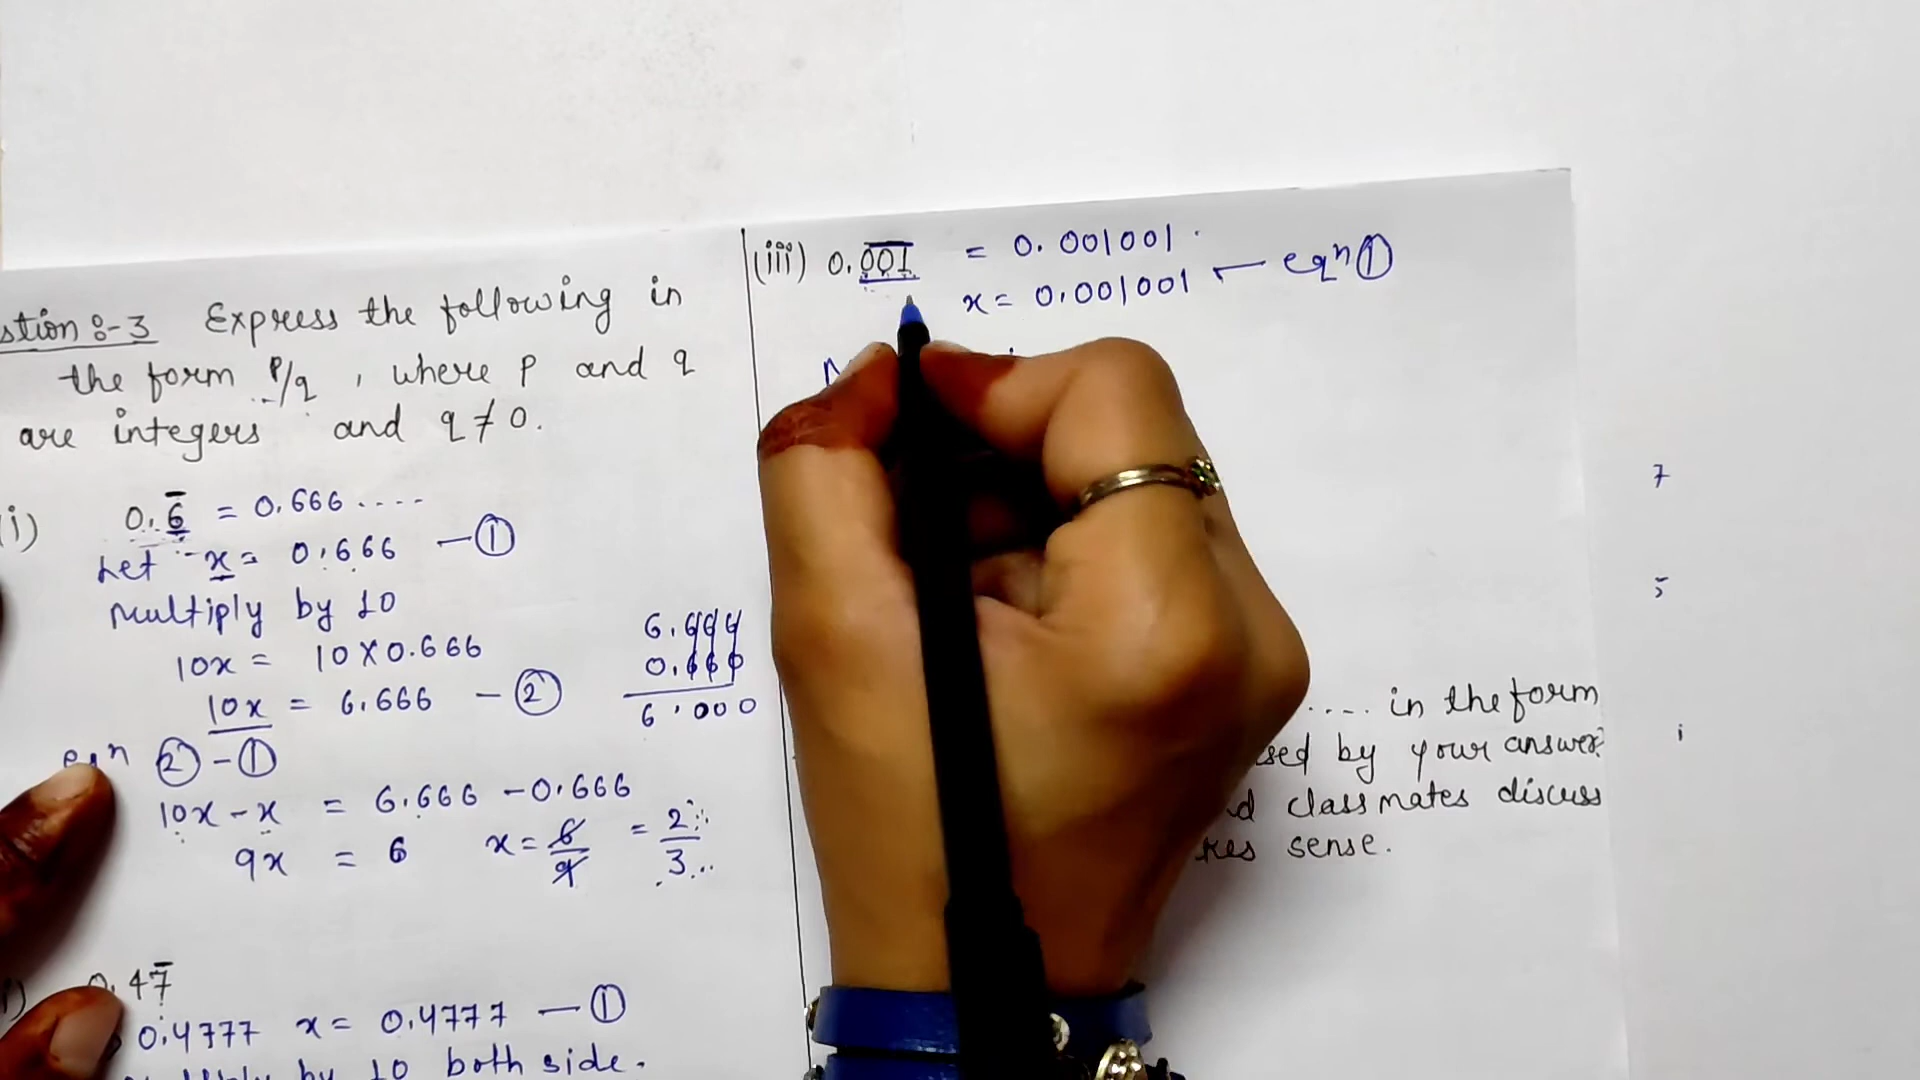 stion :-3 Express the following in
the form P/q , where P and q
are integers and q ≠ 0.
i) 0.6̅ = 0.666 ....
Let x = 0.666 — ①
Multiply by 10
10x = 10 X 0.666
10x = 6.666 — ②
6.666
0.666
6.000
eqn ② - ①
10x - x = 6.666 - 0.666
9x = 6 x = 6/9 = 2/3
0.47̅
0.4777 x = 0.4777 — ①
by 10 both side.
(iii) 0.0̅0̅1̅ = 0.001001.
x = 0.001001 — eqn ①
.... in the form
sed by your answer?
d classmates discuss
kes sense.
7
5
i